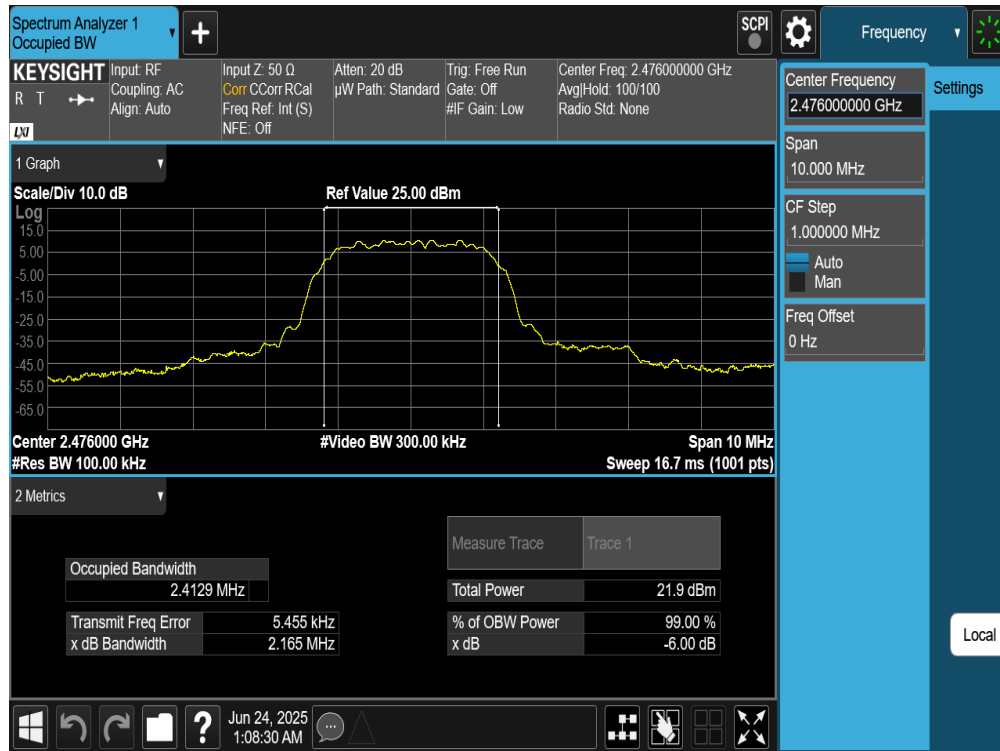 Spectrum Analyzer 1
Occupied BW
+
SCPI
Frequency
KEYSIGHT
R T
LXI
Input: RF
Coupling: AC
Align: Auto
Input Z: 50 Ω
Corr CCorr RCal
Freq Ref: Int (S)
NFE: Off
Atten: 20 dB
µW Path: Standard
Trig: Free Run
Gate: Off
#IF Gain: Low
Center Freq: 2.476000000 GHz
Avg|Hold: 100/100
Radio Std: None
Center Frequency
2.476000000 GHz
Settings
Span
10.000 MHz
CF Step
1.000000 MHz
Auto
Man
Freq Offset
0 Hz
1 Graph
Scale/Div 10.0 dB
Ref Value 25.00 dBm
Log
15.0
5.00
-5.00
-15.0
-25.0
-35.0
-45.0
-55.0
-65.0
Center 2.476000 GHz
#Video BW 300.00 kHz
Span 10 MHz
#Res BW 100.00 kHz
Sweep 16.7 ms (1001 pts)
2 Metrics
Measure Trace
Trace 1
Occupied Bandwidth
2.4129 MHz
Total Power
21.9 dBm
Transmit Freq Error
5.455 kHz
% of OBW Power
99.00 %
x dB Bandwidth
2.165 MHz
x dB
-6.00 dB
Local
?
Jun 24, 2025
1:08:30 AM